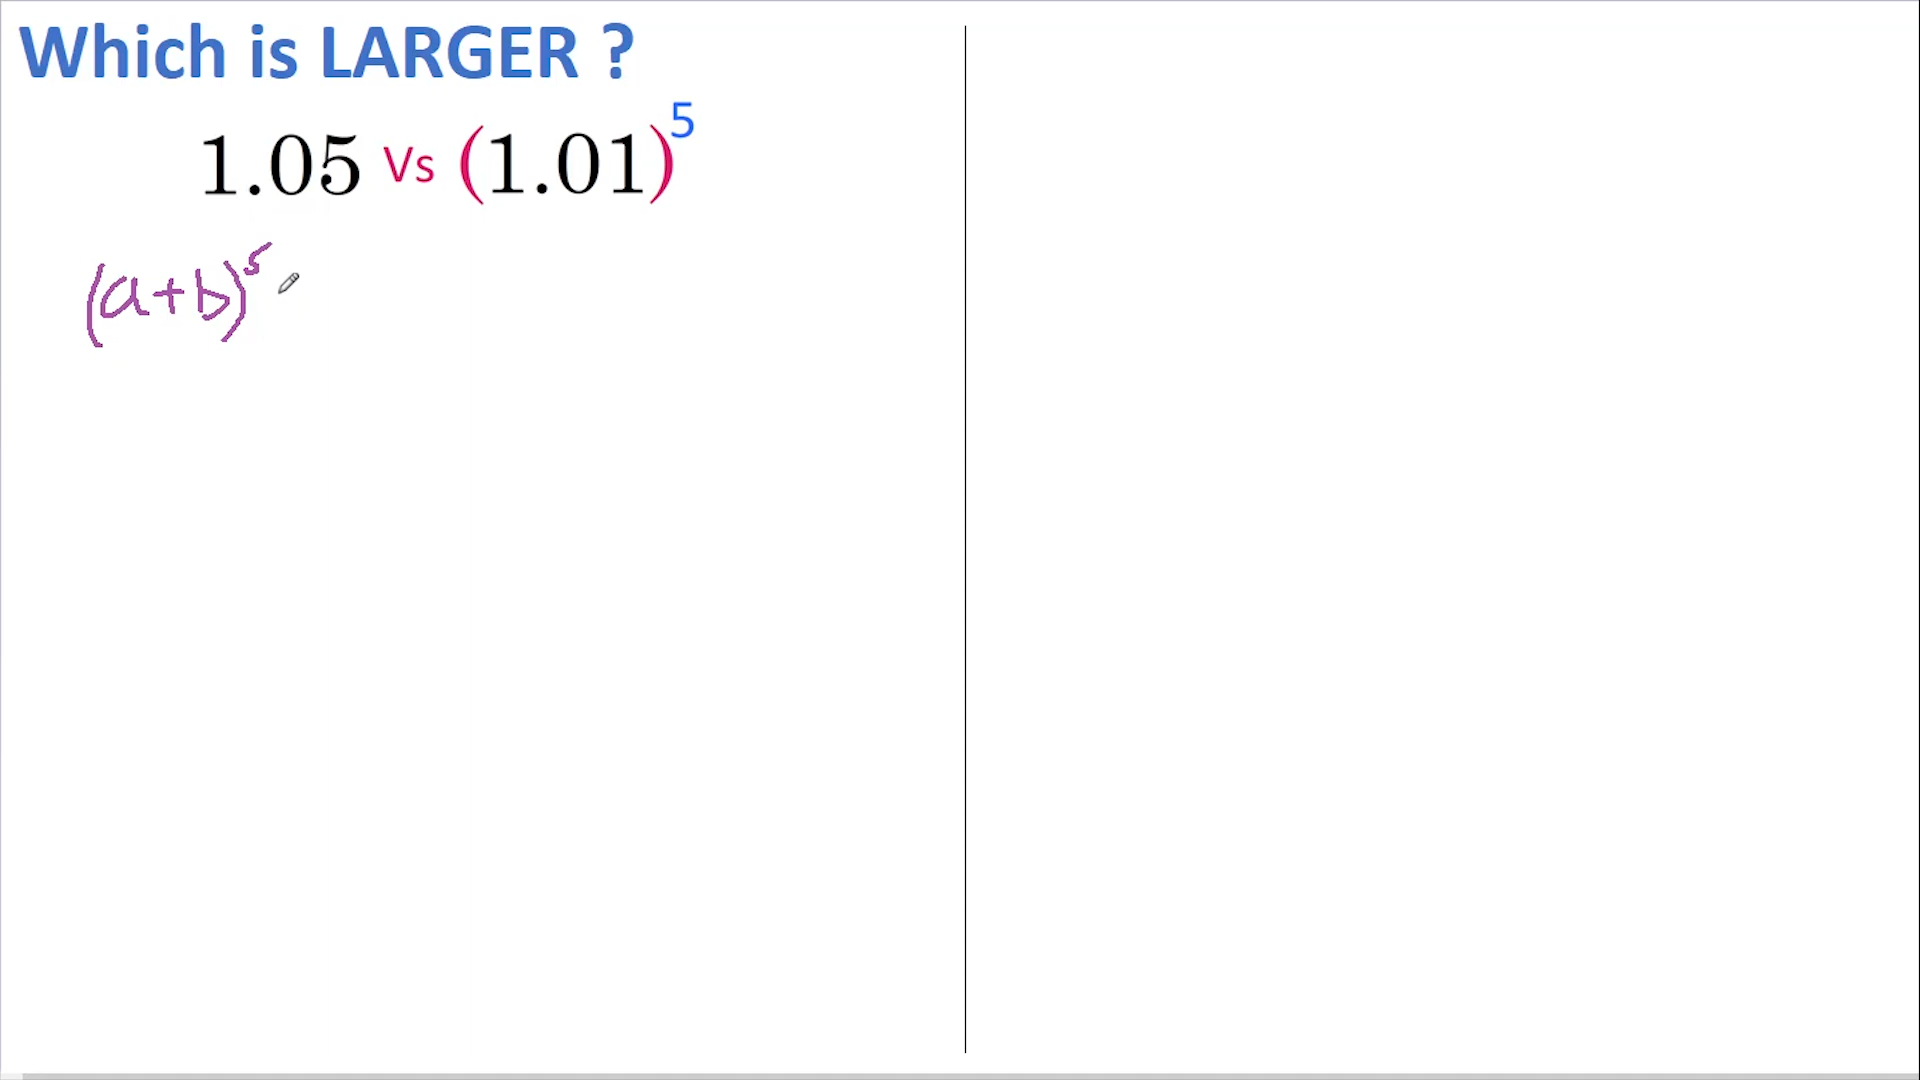 Which is LARGER ?
1.05 Vs (1.01)⁵
(a+b)⁵